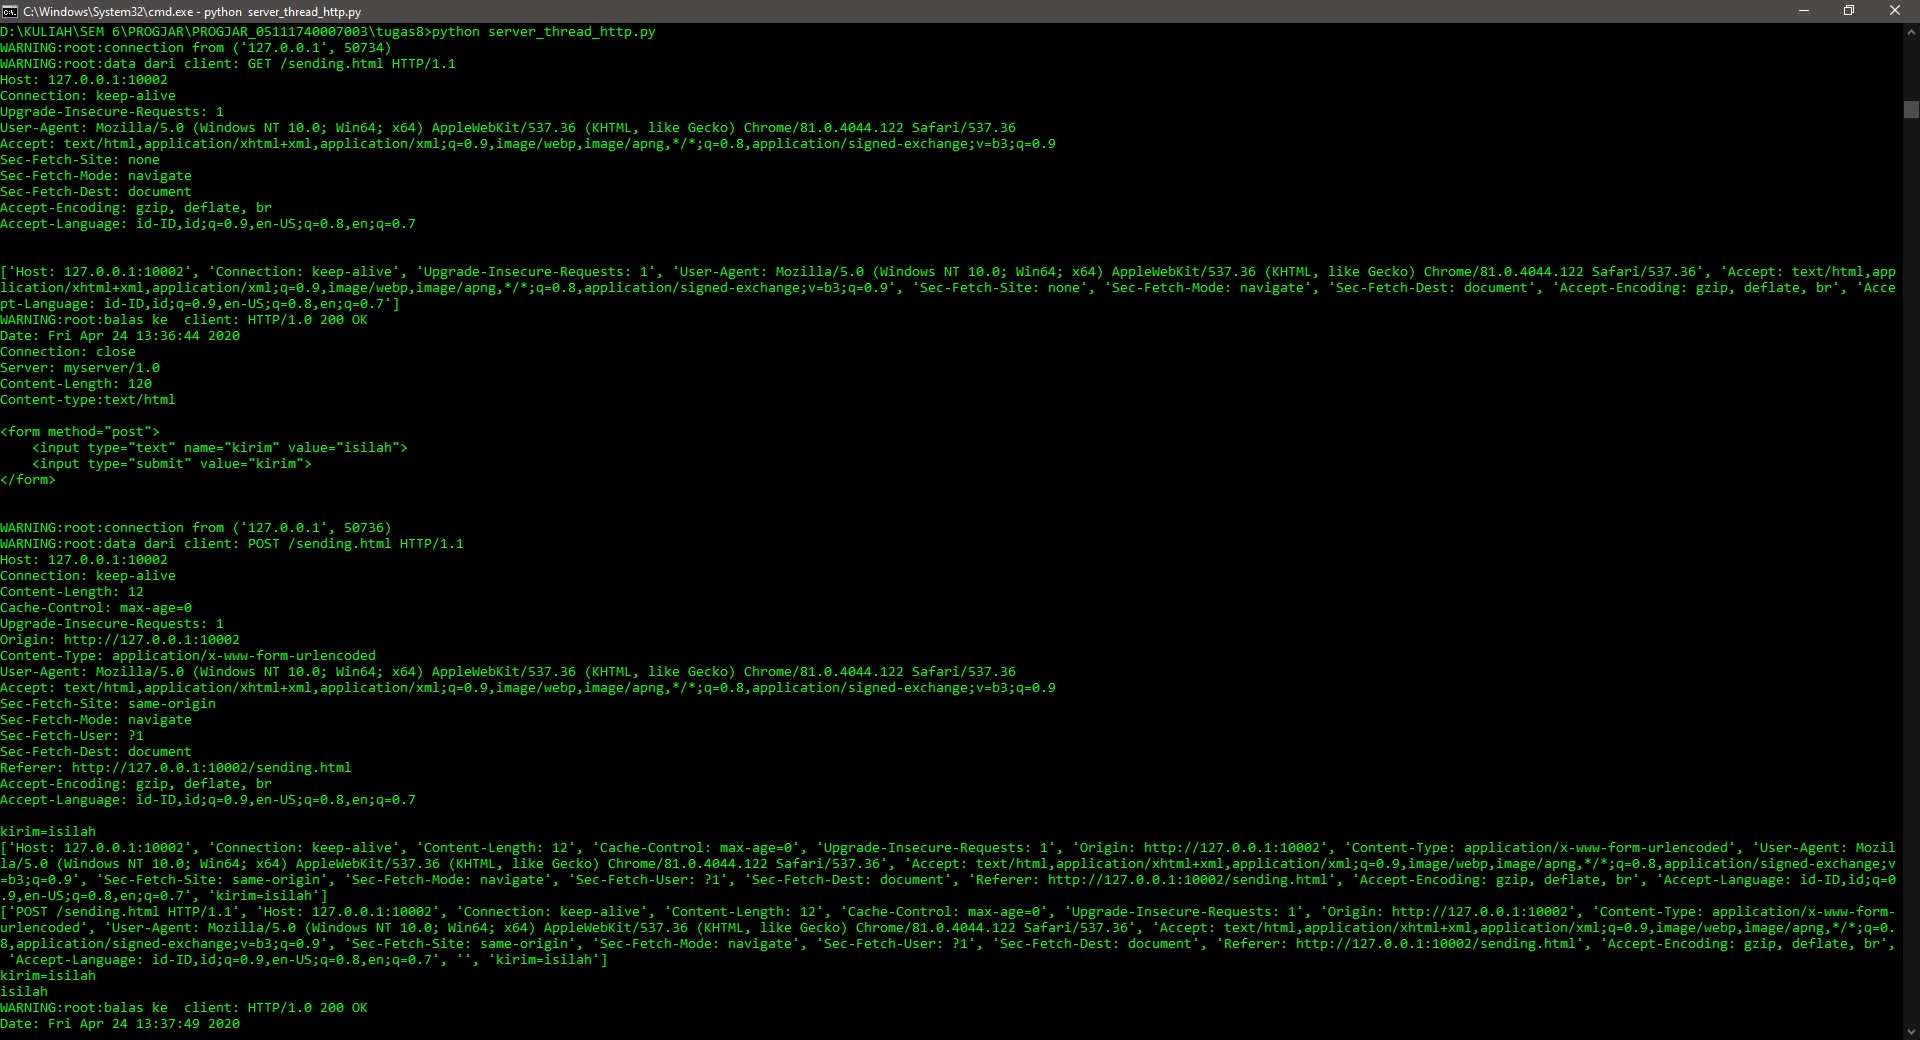 C:\Windows\System32\cmd.exe - python  server_thread_http.py
D:\KULIAH\SEM 6\PROGJAR\PROGJAR_05111740007003\tugas8>python server_thread_http.py
WARNING:root:connection from ('127.0.0.1', 50734)
WARNING:root:data dari client: GET /sending.html HTTP/1.1
Host: 127.0.0.1:10002
Connection: keep-alive
Upgrade-Insecure-Requests: 1
User-Agent: Mozilla/5.0 (Windows NT 10.0; Win64; x64) AppleWebKit/537.36 (KHTML, like Gecko) Chrome/81.0.4044.122 Safari/537.36
Accept: text/html,application/xhtml+xml,application/xml;q=0.9,image/webp,image/apng,*/*;q=0.8,application/signed-exchange;v=b3;q=0.9
Sec-Fetch-Site: none
Sec-Fetch-Mode: navigate
Sec-Fetch-Dest: document
Accept-Encoding: gzip, deflate, br
Accept-Language: id-ID,id;q=0.9,en-US;q=0.8,en;q=0.7
['Host: 127.0.0.1:10002', 'Connection: keep-alive', 'Upgrade-Insecure-Requests: 1', 'User-Agent: Mozilla/5.0 (Windows NT 10.0; Win64; x64) AppleWebKit/537.36 (KHTML, like Gecko) Chrome/81.0.4044.122 Safari/537.36', 'Accept: text/html,app
lication/xhtml+xml,application/xml;q=0.9,image/webp,image/apng,*/*;q=0.8,application/signed-exchange;v=b3;q=0.9', 'Sec-Fetch-Site: none', 'Sec-Fetch-Mode: navigate', 'Sec-Fetch-Dest: document', 'Accept-Encoding: gzip, deflate, br', 'Acce
pt-Language: id-ID,id;q=0.9,en-US;q=0.8,en;q=0.7']
WARNING:root:balas ke  client: HTTP/1.0 200 OK
Date: Fri Apr 24 13:36:44 2020
Connection: close
Server: myserver/1.0
Content-Length: 120
Content-type:text/html
<form method="post">
    <input type="text" name="kirim" value="isilah">
    <input type="submit" value="kirim">
</form>
WARNING:root:connection from ('127.0.0.1', 50736)
WARNING:root:data dari client: POST /sending.html HTTP/1.1
Host: 127.0.0.1:10002
Connection: keep-alive
Content-Length: 12
Cache-Control: max-age=0
Upgrade-Insecure-Requests: 1
Origin: http://127.0.0.1:10002
Content-Type: application/x-www-form-urlencoded
User-Agent: Mozilla/5.0 (Windows NT 10.0; Win64; x64) AppleWebKit/537.36 (KHTML, like Gecko) Chrome/81.0.4044.122 Safari/537.36
Accept: text/html,application/xhtml+xml,application/xml;q=0.9,image/webp,image/apng,*/*;q=0.8,application/signed-exchange;v=b3;q=0.9
Sec-Fetch-Site: same-origin
Sec-Fetch-Mode: navigate
Sec-Fetch-User: ?1
Sec-Fetch-Dest: document
Referer: http://127.0.0.1:10002/sending.html
Accept-Encoding: gzip, deflate, br
Accept-Language: id-ID,id;q=0.9,en-US;q=0.8,en;q=0.7
kirim=isilah
['Host: 127.0.0.1:10002', 'Connection: keep-alive', 'Content-Length: 12', 'Cache-Control: max-age=0', 'Upgrade-Insecure-Requests: 1', 'Origin: http://127.0.0.1:10002', 'Content-Type: application/x-www-form-urlencoded', 'User-Agent: Mozil
la/5.0 (Windows NT 10.0; Win64; x64) AppleWebKit/537.36 (KHTML, like Gecko) Chrome/81.0.4044.122 Safari/537.36', 'Accept: text/html,application/xhtml+xml,application/xml;q=0.9,image/webp,image/apng,*/*;q=0.8,application/signed-exchange;v
=b3;q=0.9', 'Sec-Fetch-Site: same-origin', 'Sec-Fetch-Mode: navigate', 'Sec-Fetch-User: ?1', 'Sec-Fetch-Dest: document', 'Referer: http://127.0.0.1:10002/sending.html', 'Accept-Encoding: gzip, deflate, br', 'Accept-Language: id-ID,id;q=0
.9,en-US;q=0.8,en;q=0.7', 'kirim=isilah']
['POST /sending.html HTTP/1.1', 'Host: 127.0.0.1:10002', 'Connection: keep-alive', 'Content-Length: 12', 'Cache-Control: max-age=0', 'Upgrade-Insecure-Requests: 1', 'Origin: http://127.0.0.1:10002', 'Content-Type: application/x-www-form-
urlencoded', 'User-Agent: Mozilla/5.0 (Windows NT 10.0; Win64; x64) AppleWebKit/537.36 (KHTML, like Gecko) Chrome/81.0.4044.122 Safari/537.36', 'Accept: text/html,application/xhtml+xml,application/xml;q=0.9,image/webp,image/apng,*/*;q=0.
8,application/signed-exchange;v=b3;q=0.9', 'Sec-Fetch-Site: same-origin', 'Sec-Fetch-Mode: navigate', 'Sec-Fetch-User: ?1', 'Sec-Fetch-Dest: document', 'Referer: http://127.0.0.1:10002/sending.html', 'Accept-Encoding: gzip, deflate, br',
 'Accept-Language: id-ID,id;q=0.9,en-US;q=0.8,en;q=0.7', '', 'kirim=isilah']
kirim=isilah
isilah
WARNING:root:balas ke  client: HTTP/1.0 200 OK
Date: Fri Apr 24 13:37:49 2020